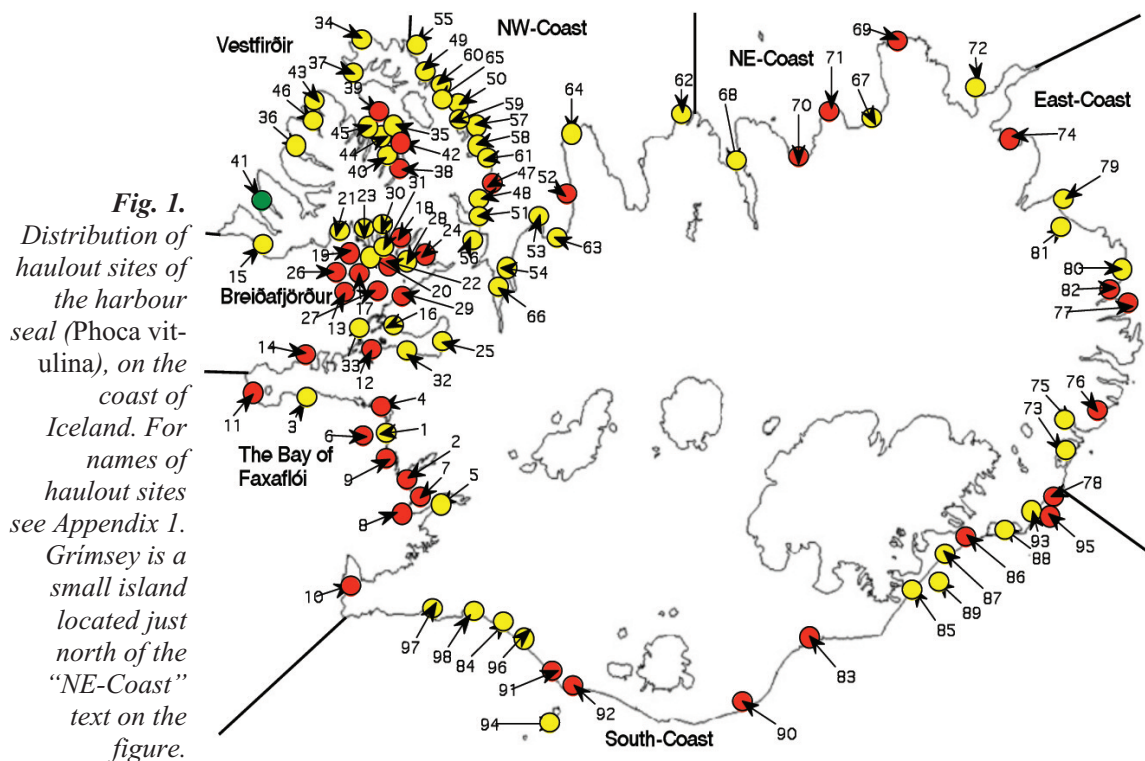 Fig. 1.
Distribution of
haulout sites of
the harbour
seal (Phoca vit-
ulina), on the
coast of
Iceland. For
names of
haulout sites
see Appendix 1.
Grímsey is a
small island
located just
north of the
“NE-Coast”
text on the
figure.
34 55 NW-Coast 69
Vestfirðir 49 60 65 NE-Coast 71 72
37 50
43 39 59 64 62 67
46 57 68 70 East-Coast
36 45 35 58
44 42 61 74
40 38 47 52
41 31 48 79
21 23 30 18 51
28 24 53 63 81
15 19 56
26 22 54 80
Breiðafjörður 20 82
17 29 66 77
27 16
13
14 25
33 32 75 76
12
11 3 4 73
6 1
The Bay of 2
Faxaflói 9 7 5 78
8 93 95
88
86
10 87
89
97 98 84 96 85
91 83
92
94 90
South-Coast